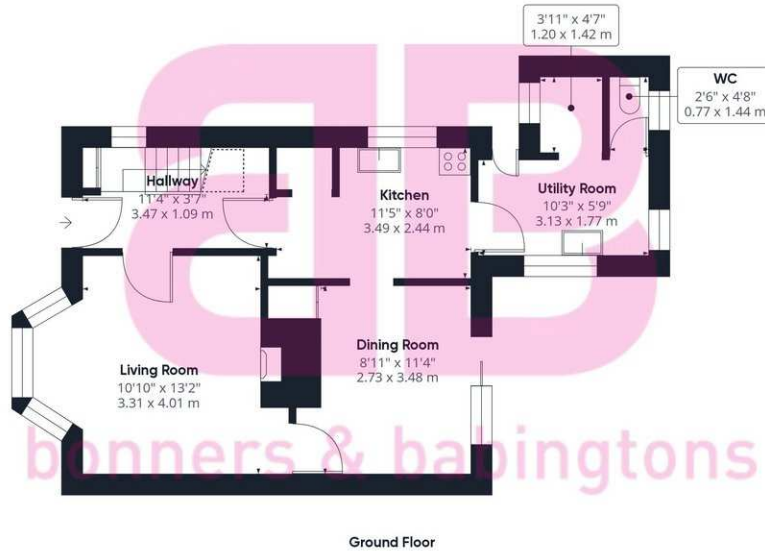 3'11" x 4'7"
1.20 x 1.42 m
WC
2'6" x 4'8"
0.77 x 1.44 m
Hallway
11'4" x 3'7"
3.47 x 1.09 m
Kitchen
11'5" x 8'0"
3.49 x 2.44 m
Utility Room
10'3" x 5'9"
3.13 x 1.77 m
Living Room
10'10" x 13'2"
3.31 x 4.01 m
Dining Room
8'11" x 11'4"
2.73 x 3.48 m
bonners & babingtons
Ground Floor